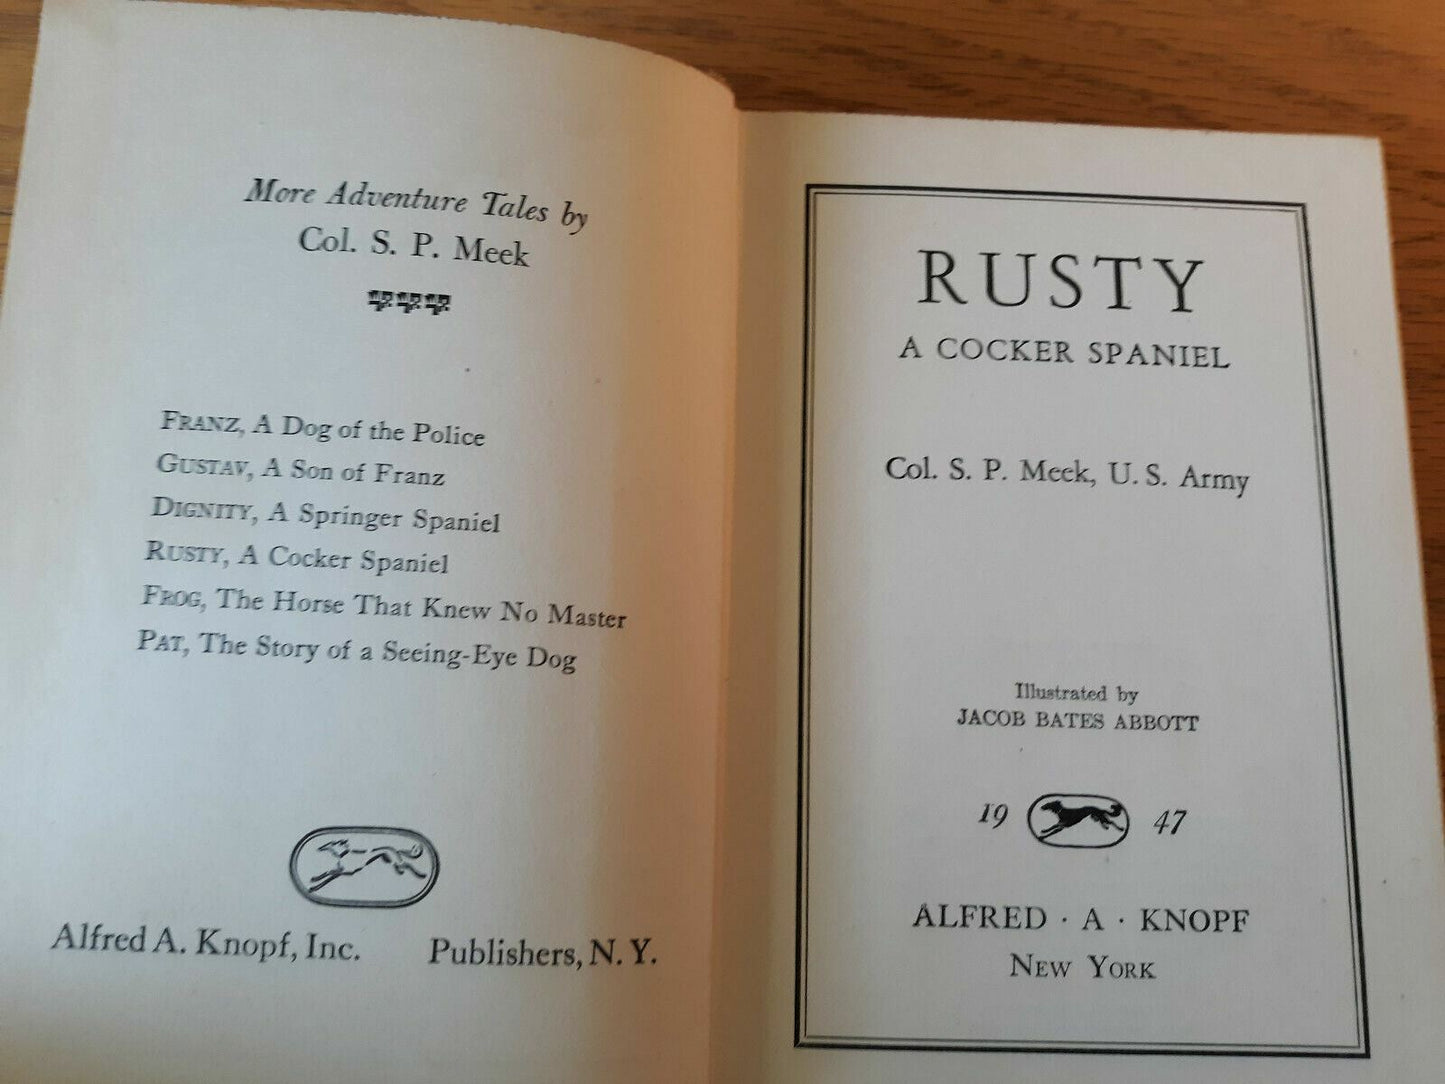 More Adventure Tales by
Col. S. P. Meek
FRANZ, A Dog of the Police
GUSTAV, A Son of Franz
DIGNITY, A Springer Spaniel
RUSTY, A Cocker Spaniel
FROG, The Horse That Knew No Master
PAT, The Story of a Seeing-Eye Dog
Alfred A. Knopf, Inc. Publishers, N. Y.
RUSTY
A COCKER SPANIEL
Col. S. P. Meek, U. S. Army
Illustrated by
JACOB BATES ABBOTT
19 47
ALFRED · A · KNOPF
NEW YORK